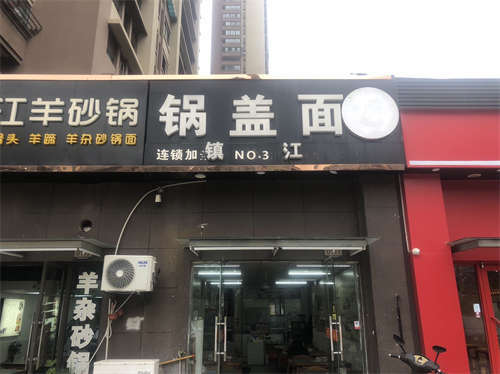 江羊砂锅
头 羊蹄 羊杂砂锅面
锅盖面
连锁加 镇 NO.3 江
羊杂砂锅